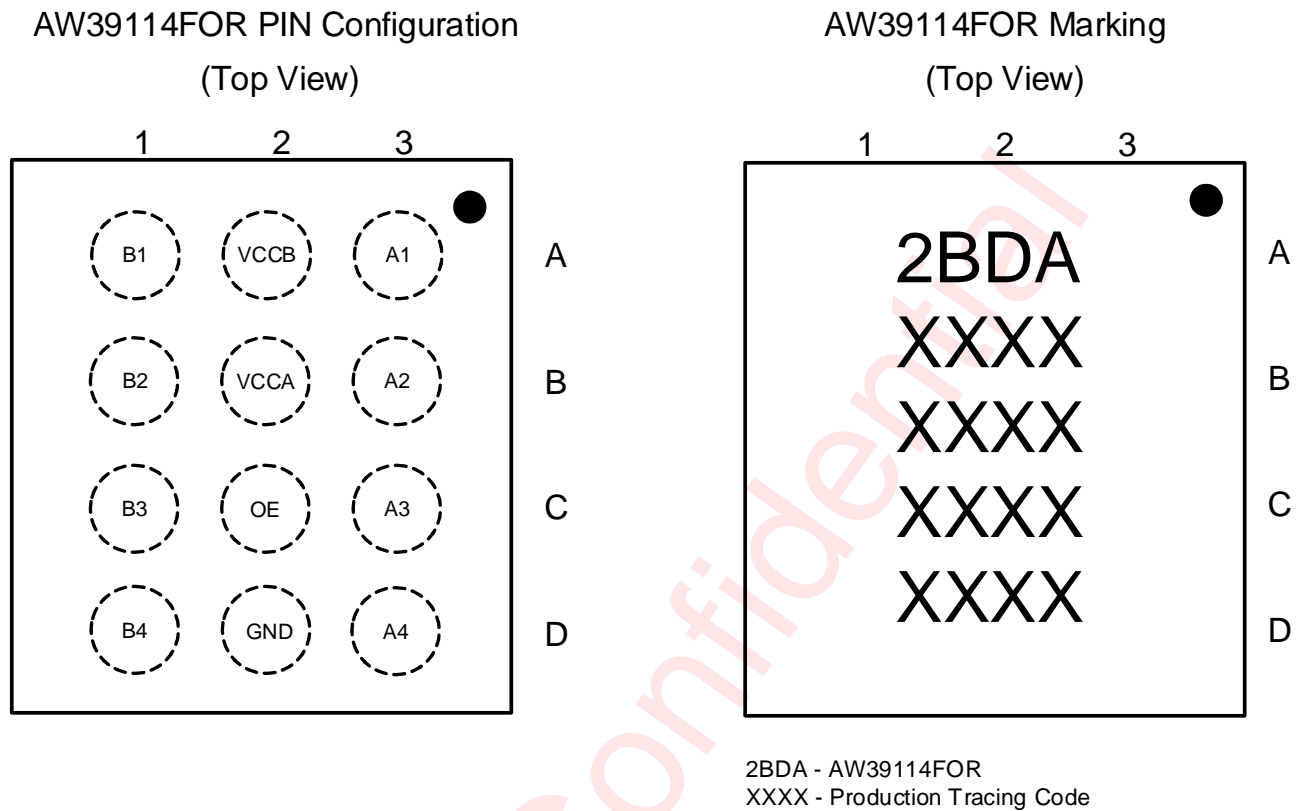 AW39114FOR PIN Configuration
(Top View)
1 2 3
B1 VCCB A1 A
B2 VCCA A2 B
B3 OE A3 C
B4 GND A4 D
AW39114FOR Marking
(Top View)
1 2 3
2BDA
A
XXXX
B
XXXX
XXXX
C
XXXX
D
2BDA - AW39114FOR
XXXX - Production Tracing Code
Confidential